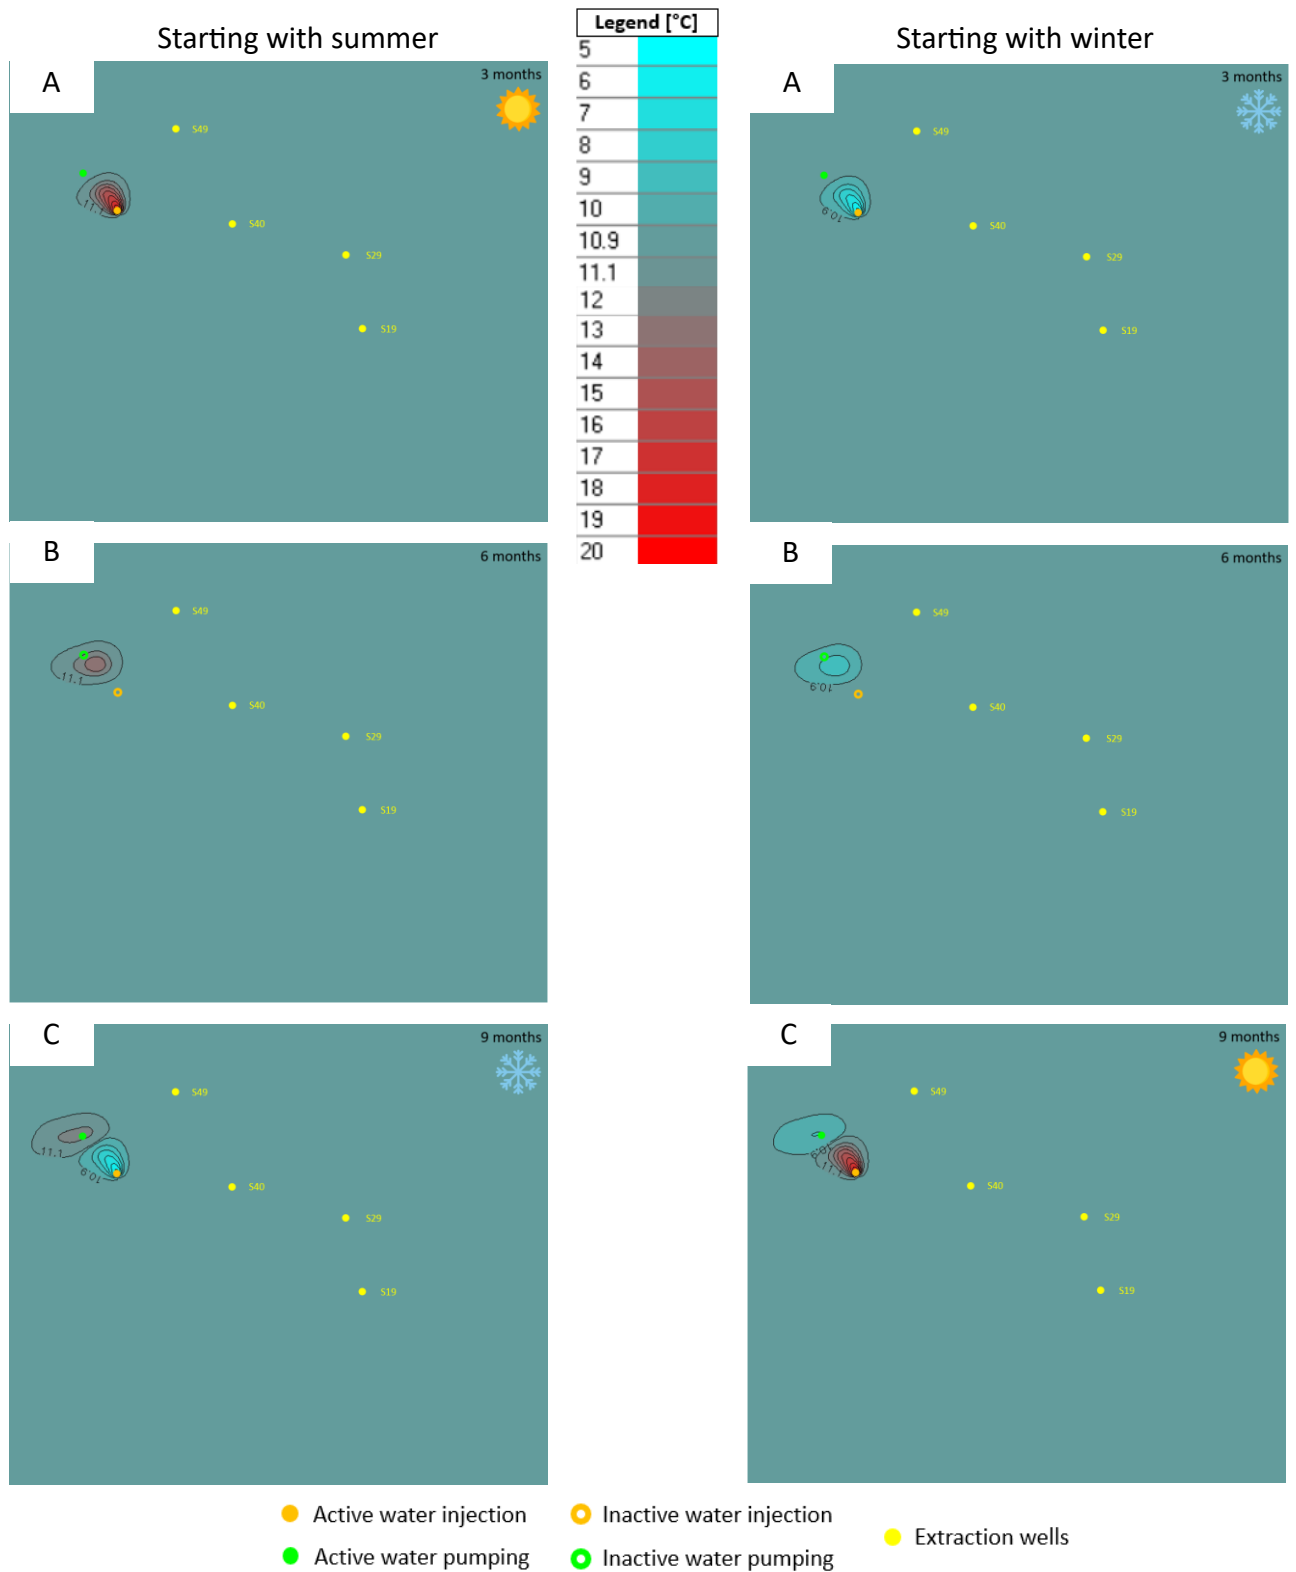 Starting with summer
Legend [°C]
Starting with winter
5
6
7
8
9
10
10.9
11.1
12
13
14
15
16
17
18
19
20
A
3 months
S49
11.1
S40
S29
S19
A
3 months
S49
10.9
S40
S29
S19
B
6 months
S49
11.1
S40
S29
S19
B
6 months
S49
10.9
S40
S29
S19
C
9 months
S49
11.1
10.9
S40
S29
S19
C
9 months
S49
10.9
11.1
S40
S29
S19
Active water injection
Inactive water injection
Extraction wells
Active water pumping
Inactive water pumping